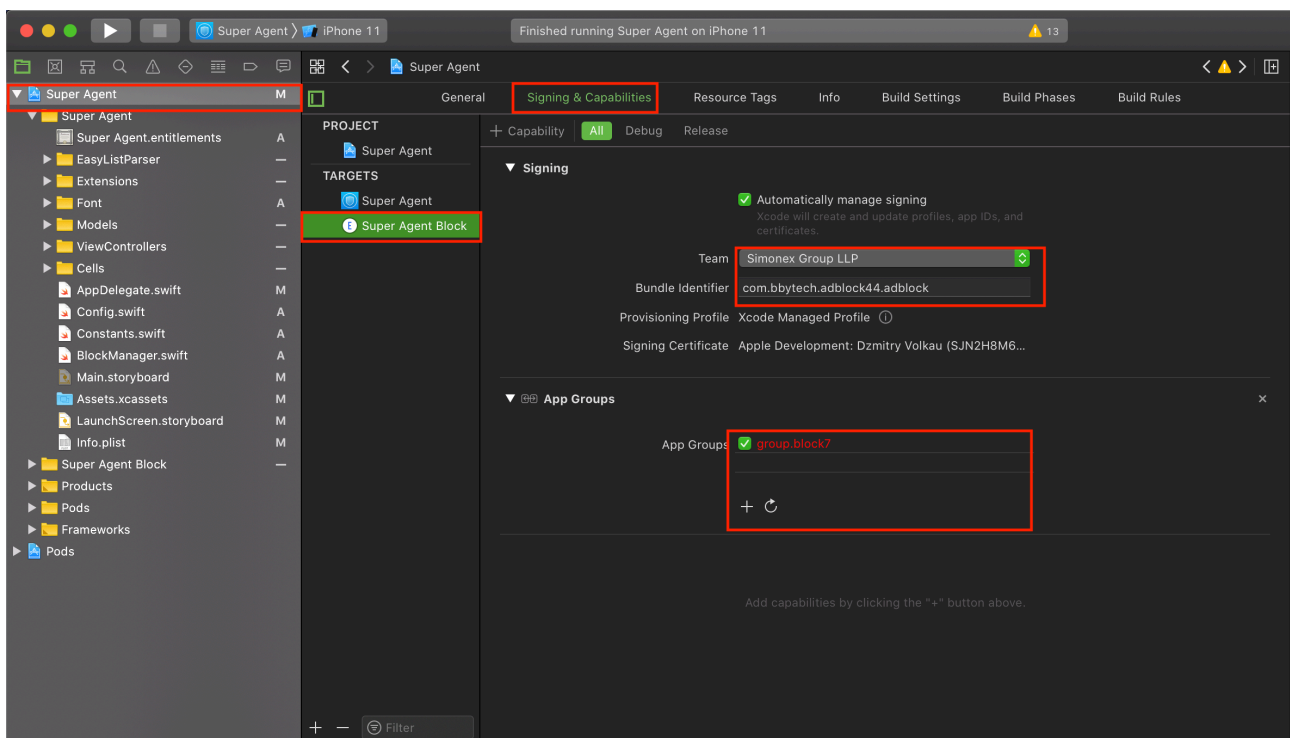 Super Agent 〉 iPhone 11
Finished running Super Agent on iPhone 11
13
Super Agent
Super Agent M
General
Signing & Capabilities
Resource Tags
Info
Build Settings
Build Phases
Build Rules
Super Agent
Super Agent.entitlements A
EasyListParser —
Extensions —
Font A
Models —
ViewControllers —
Cells —
AppDelegate.swift M
Config.swift A
Constants.swift A
BlockManager.swift A
Main.storyboard M
Assets.xcassets M
LaunchScreen.storyboard M
Info.plist M
Super Agent Block —
Products
Pods
Frameworks
Pods
PROJECT
Super Agent
TARGETS
Super Agent
E Super Agent Block
+ Capability
All
Debug
Release
Signing
Automatically manage signing
Xcode will create and update profiles, app IDs, and
certificates.
Team Simonex Group LLP
Bundle Identifier com.bbytech.adblock44.adblock
Provisioning Profile Xcode Managed Profile
Signing Certificate Apple Development: Dzmitry Volkau (SJN2H8M6...
App Groups
App Groups group.block7
Add capabilities by clicking the "+" button above.
Filter